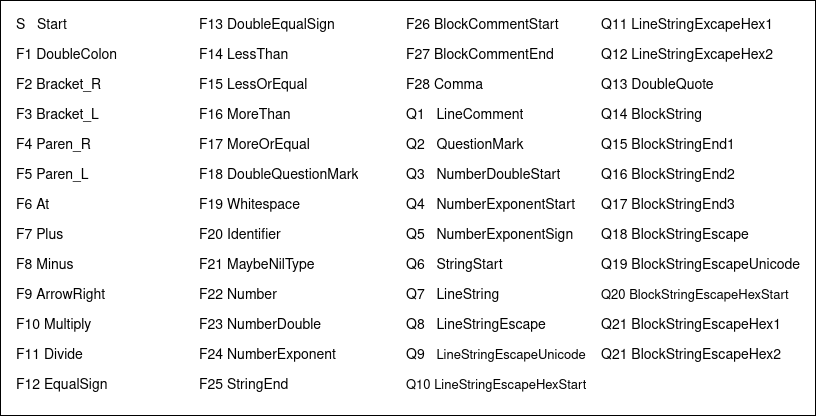 S Start
F1 DoubleColon
F2 Bracket_R
F3 Bracket_L
F4 Paren_R
F5 Paren_L
F6 At
F7 Plus
F8 Minus
F9 ArrowRight
F10 Multiply
F11 Divide
F12 EqualSign
F13 DoubleEqualSign
F14 LessThan
F15 LessOrEqual
F16 MoreThan
F17 MoreOrEqual
F18 DoubleQuestionMark
F19 Whitespace
F20 Identifier
F21 MaybeNilType
F22 Number
F23 NumberDouble
F24 NumberExponent
F25 StringEnd
F26 BlockCommentStart
F27 BlockCommentEnd
F28 Comma
Q1 LineComment
Q2 QuestionMark
Q3 NumberDoubleStart
Q4 NumberExponentStart
Q5 NumberExponentSign
Q6 StringStart
Q7 LineString
Q8 LineStringEscape
Q9 LineStringEscapeUnicode
Q10 LineStringEscapeHexStart
Q11 LineStringExcapeHex1
Q12 LineStringExcapeHex2
Q13 DoubleQuote
Q14 BlockString
Q15 BlockStringEnd1
Q16 BlockStringEnd2
Q17 BlockStringEnd3
Q18 BlockStringEscape
Q19 BlockStringEscapeUnicode
Q20 BlockStringEscapeHexStart
Q21 BlockStringEscapeHex1
Q21 BlockStringEscapeHex2